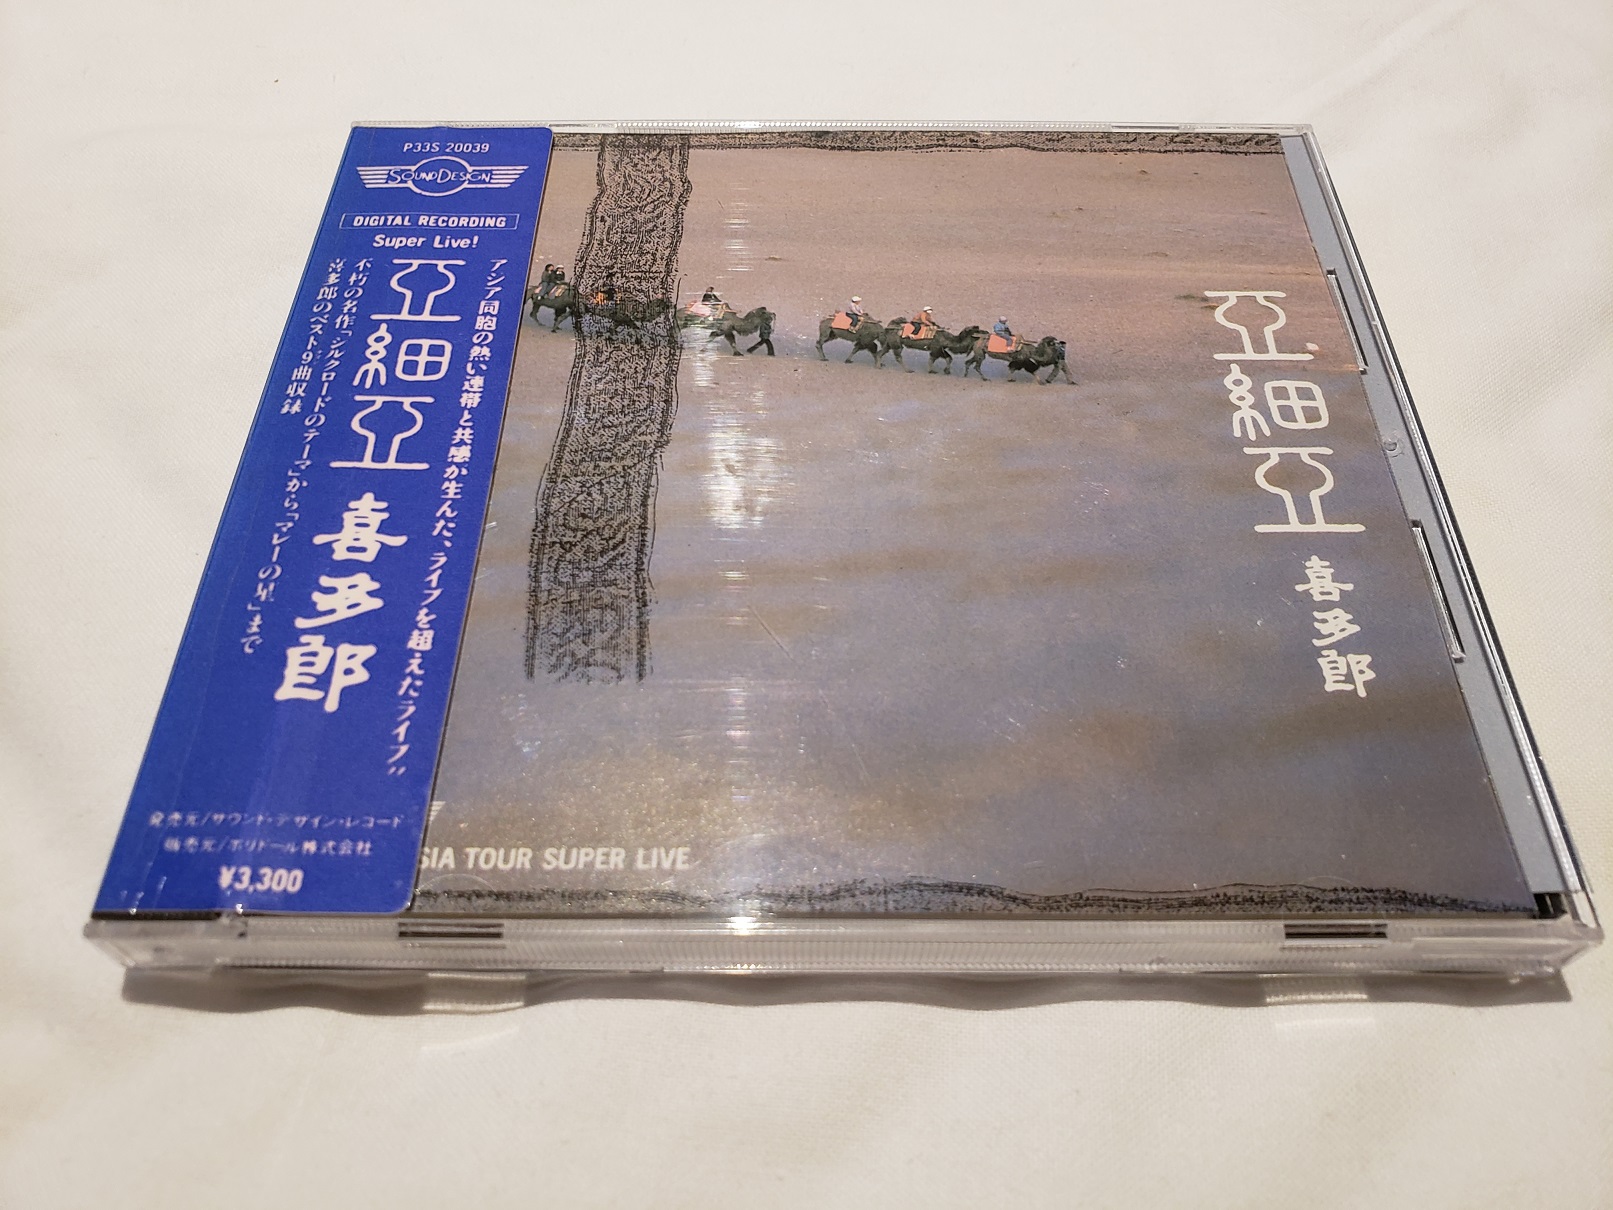 P33S 20039
SOUNDDESIGN
DIGITAL RECORDING
Super Live!
アジア同胞の熱い連帯と共感が生んだ、ライブを超えたライブ〃
亞細亞 喜多郎
不朽の名作「シルクロードのテーマ」から「マレーの星」まで
喜多郎のベスト9曲収録
発売元/サウンド・デザイン・レコード
販売元/ポリドール株式会社
¥3,300
亞細亞
喜多郎
SIA TOUR SUPER LIVE